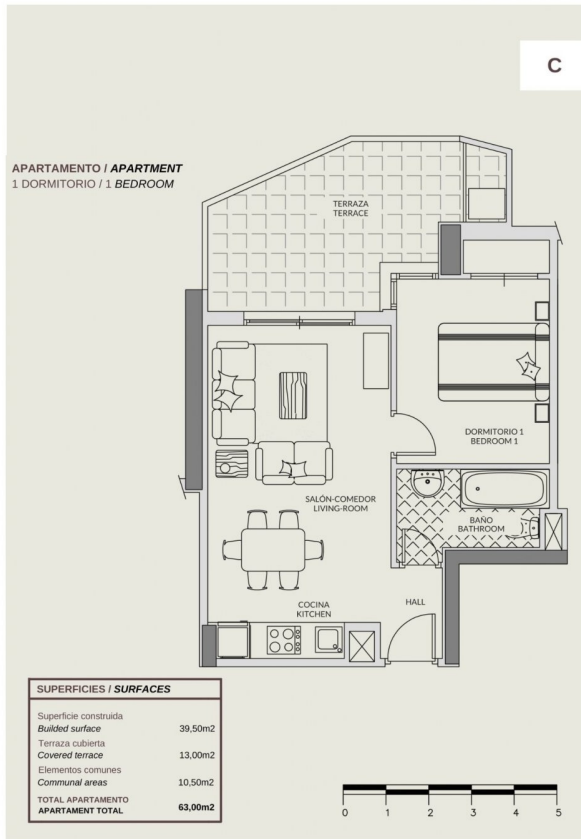 C
APARTAMENTO / APARTMENT
1 DORMITORIO / 1 BEDROOM
TERRAZA
TERRACE
DORMITORIO 1
BEDROOM 1
SALÓN-COMEDOR
LIVING-ROOM
BAÑO
BATHROOM
COCINA
KITCHEN
HALL
SUPERFICIES / SURFACES
Superficie construida
Builded surface 39,50m2
Terraza cubierta
Covered terrace 13,00m2
Elementos comunes
Communal areas 10,50m2
TOTAL APARTAMENTO
APARTAMENT TOTAL 63,00m2
0 1 2 3 4 5